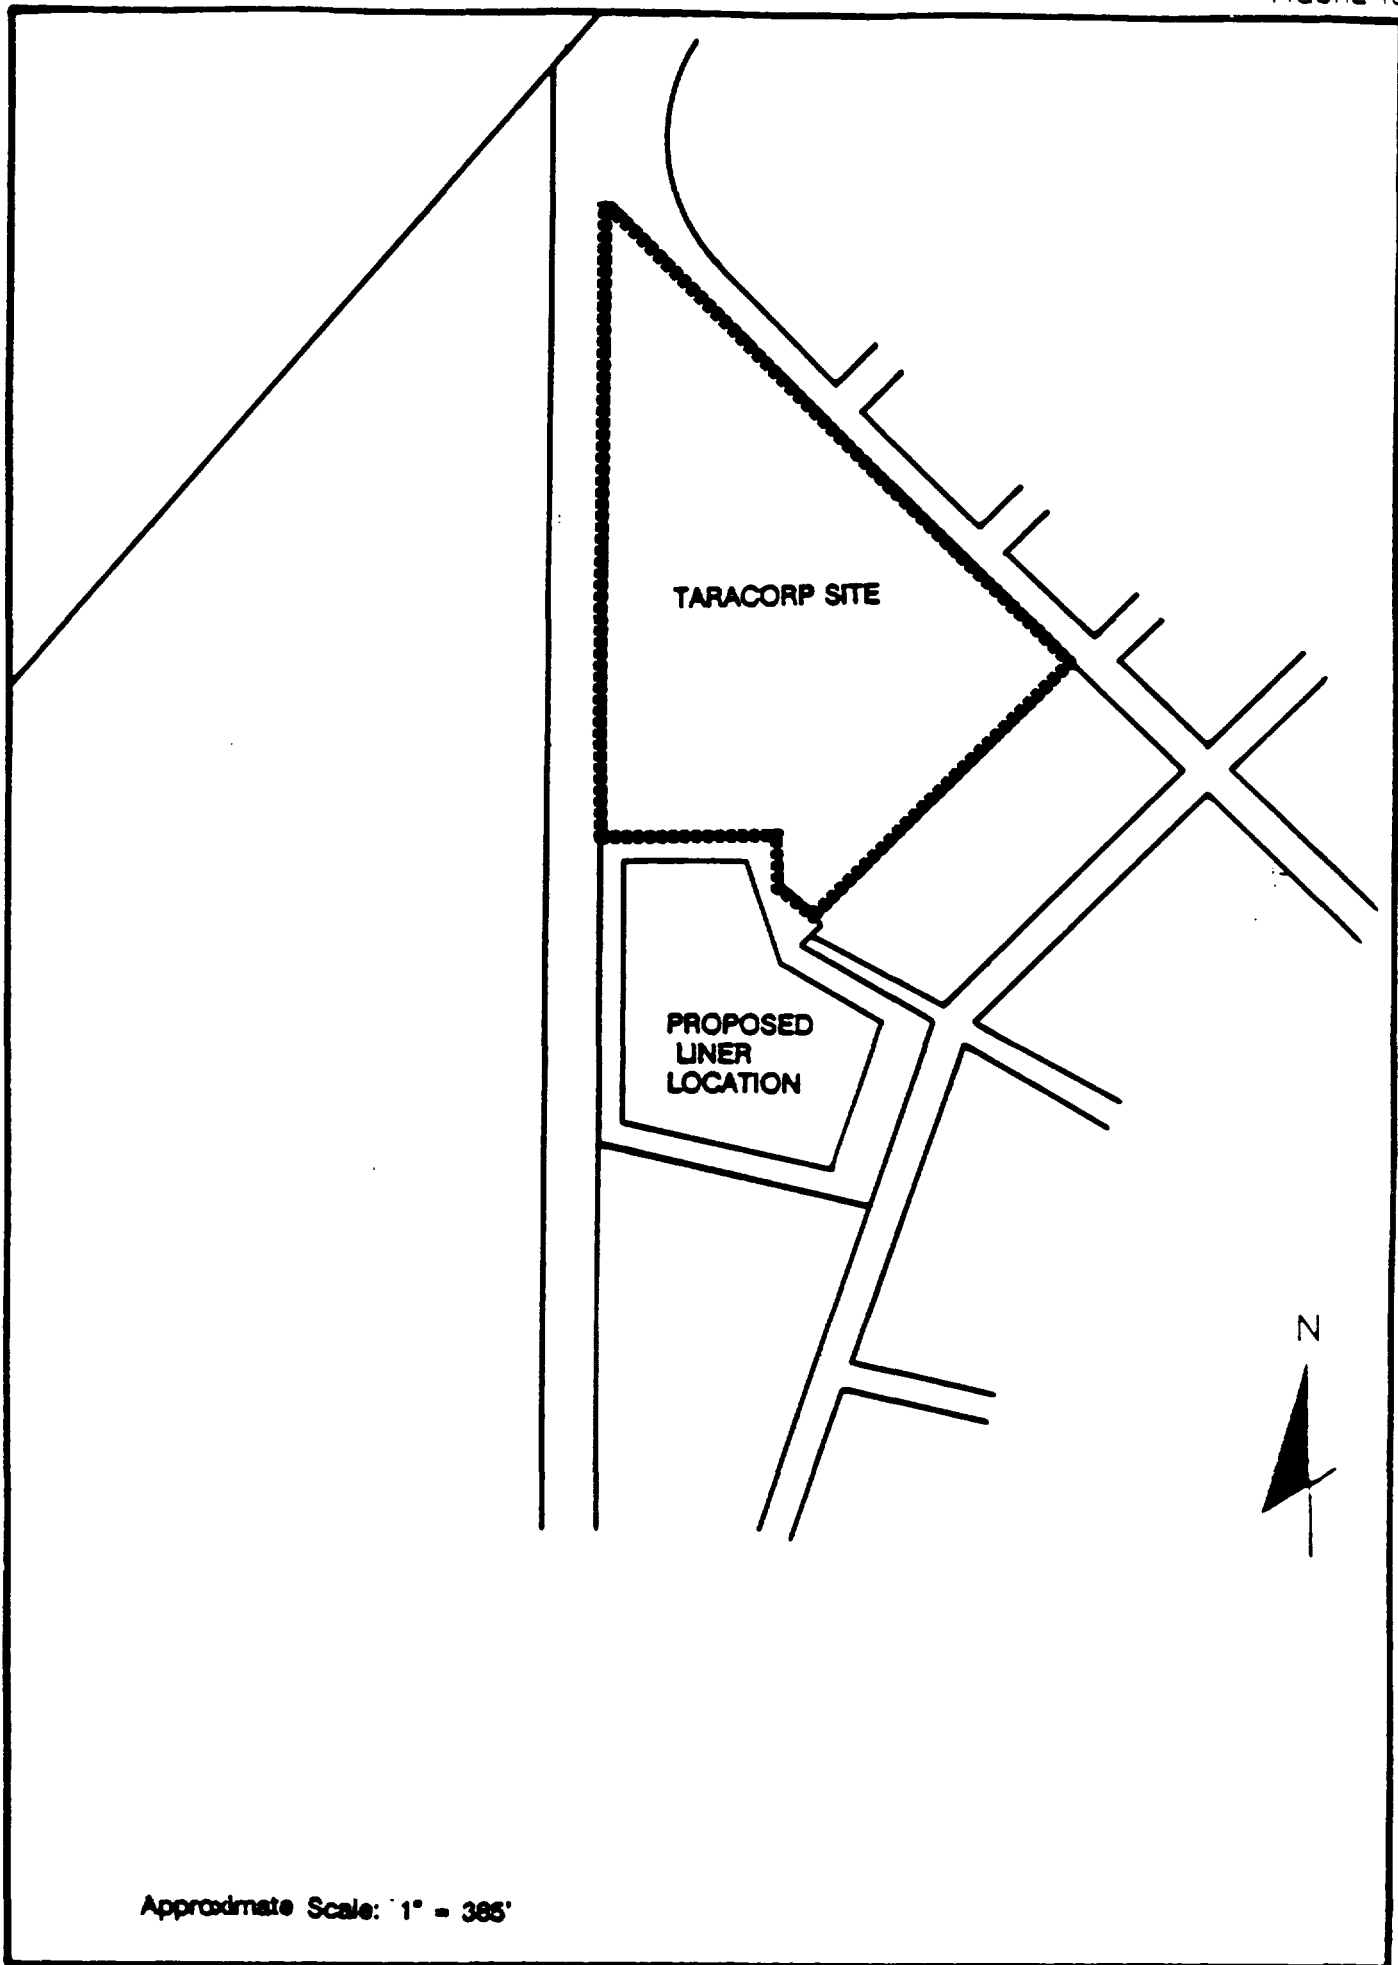 TARACORP SITE
PROPOSED
LINER
LOCATION
N
Approximate Scale: 1" = 385'